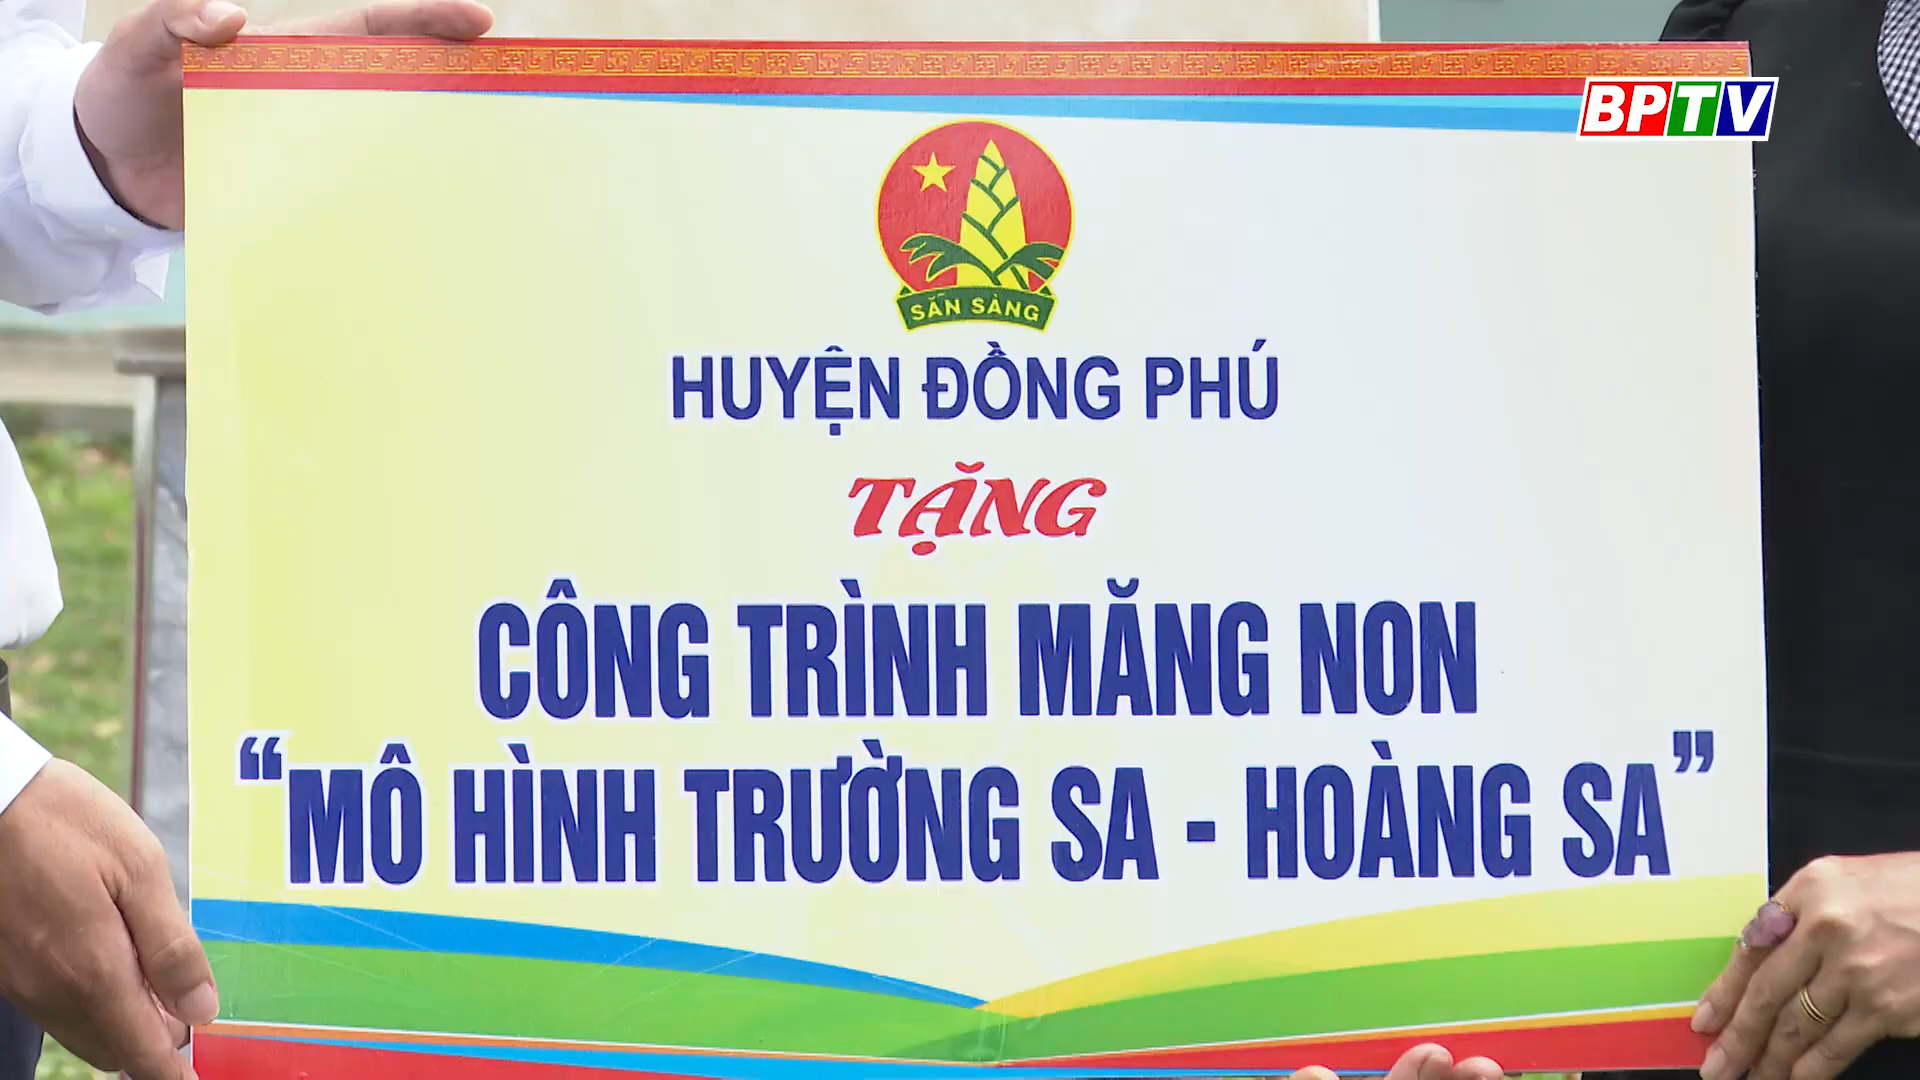 BPTV
SẴN SÀNG
HUYỆN ĐỒNG PHÚ
TẶNG
CÔNG TRÌNH MĂNG NON
“MÔ HÌNH TRƯỜNG SA - HOÀNG SA”